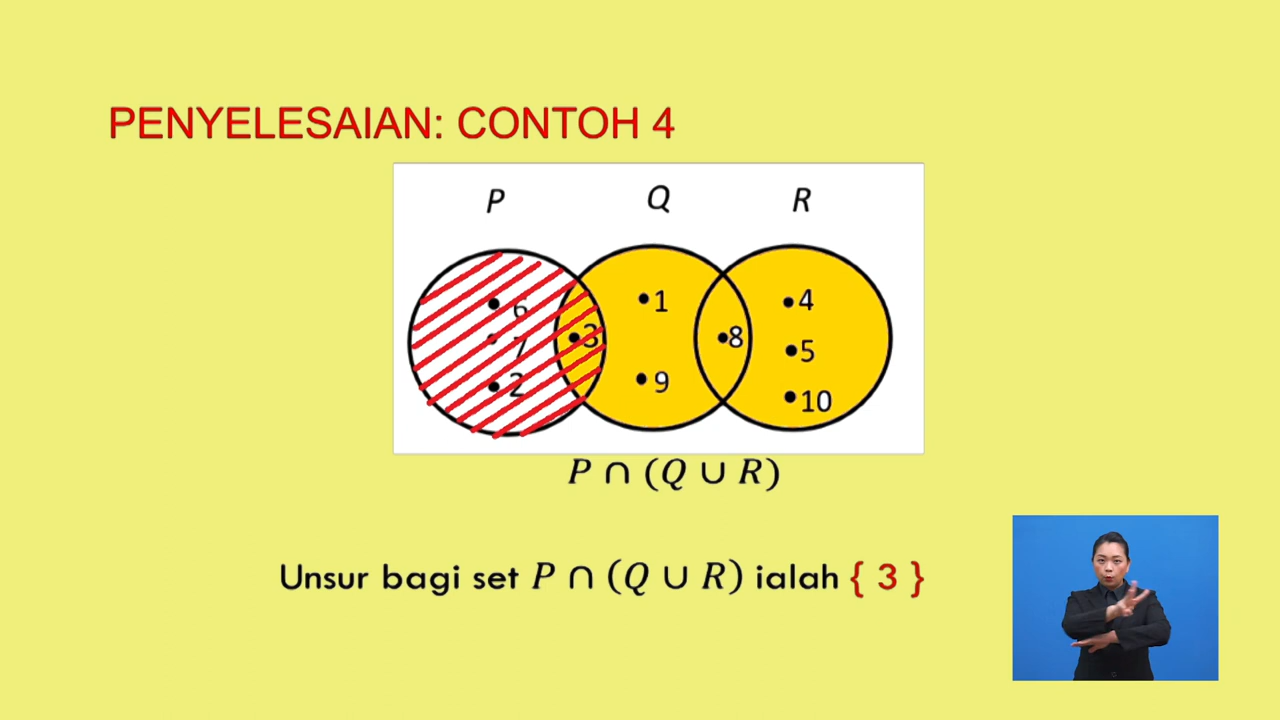 PENYELESAIAN: CONTOH 4
P Q R
6 3 1 8 4
7 5
2 9 10
P ∩ (Q ∪ R)
Unsur bagi set P ∩ (Q ∪ R) ialah { 3 }